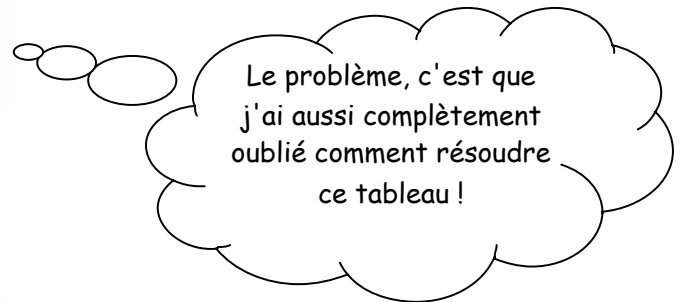 Le problème, c'est que
j'ai aussi complètement
oublié comment résoudre
ce tableau !